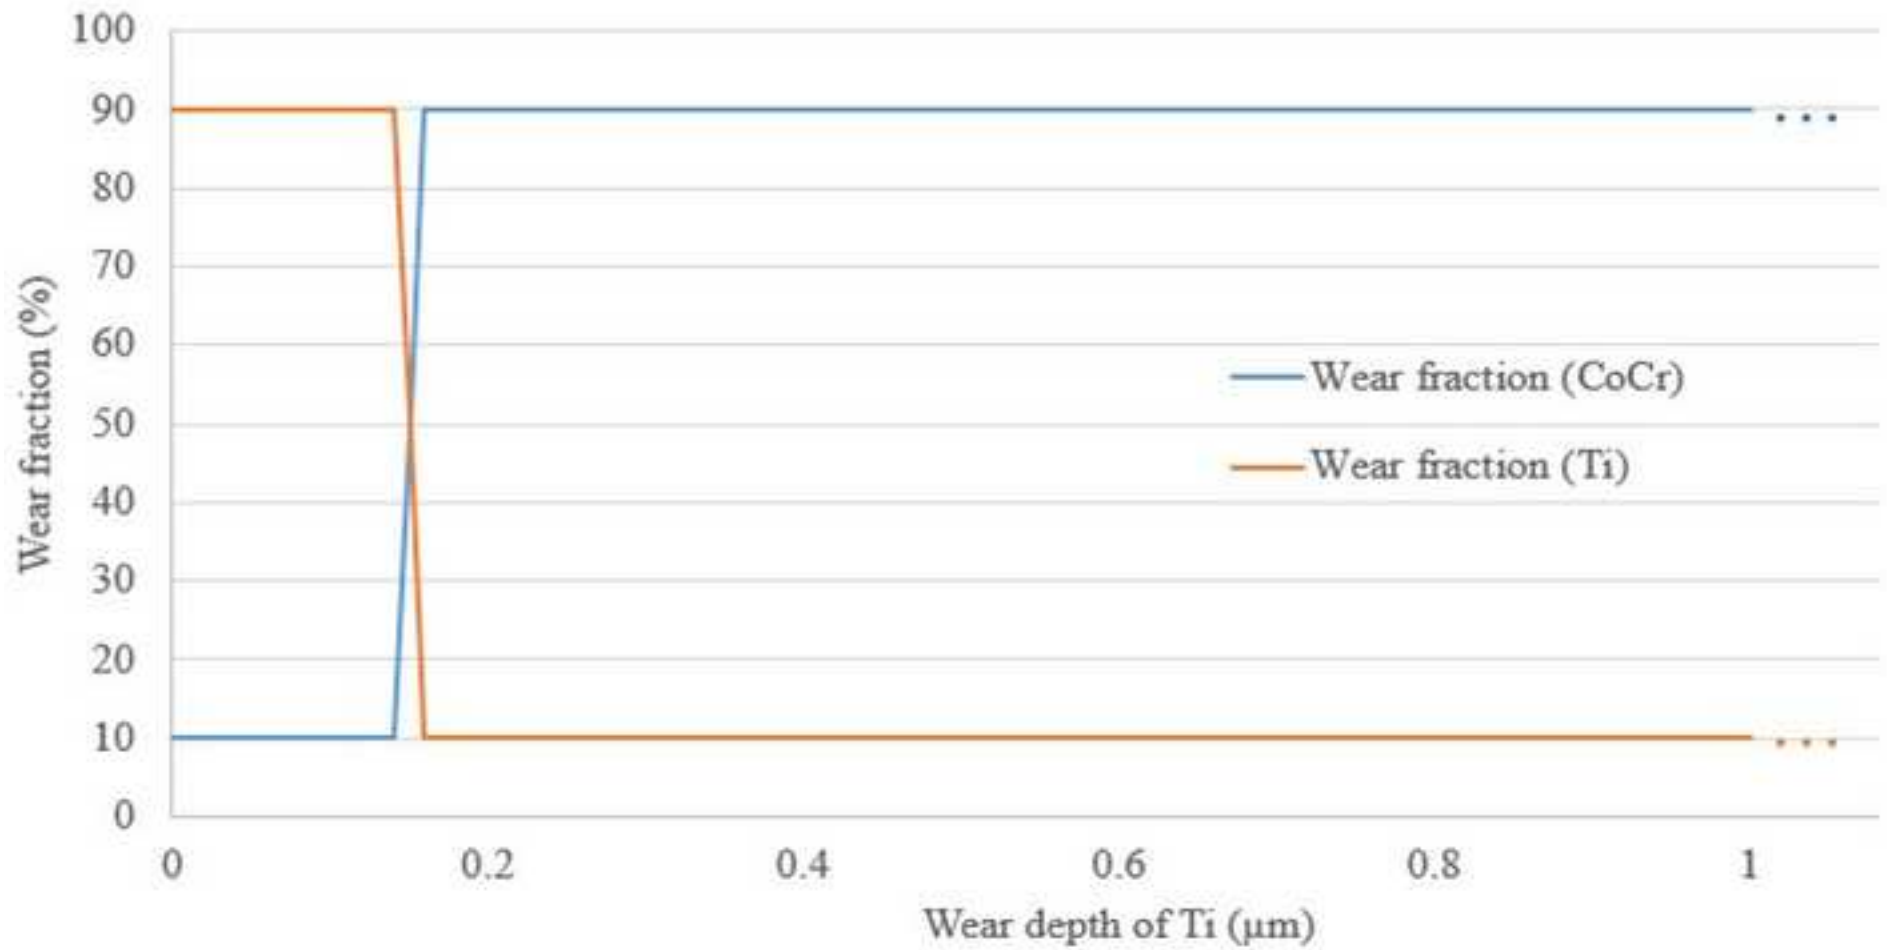 100
90
80
70
60
50
40
30
20
10
0
Wear fraction (%)
Wear fraction (CoCr)
Wear fraction (Ti)
0 0.2 0.4 0.6 0.8 1
Wear depth of Ti (μm)